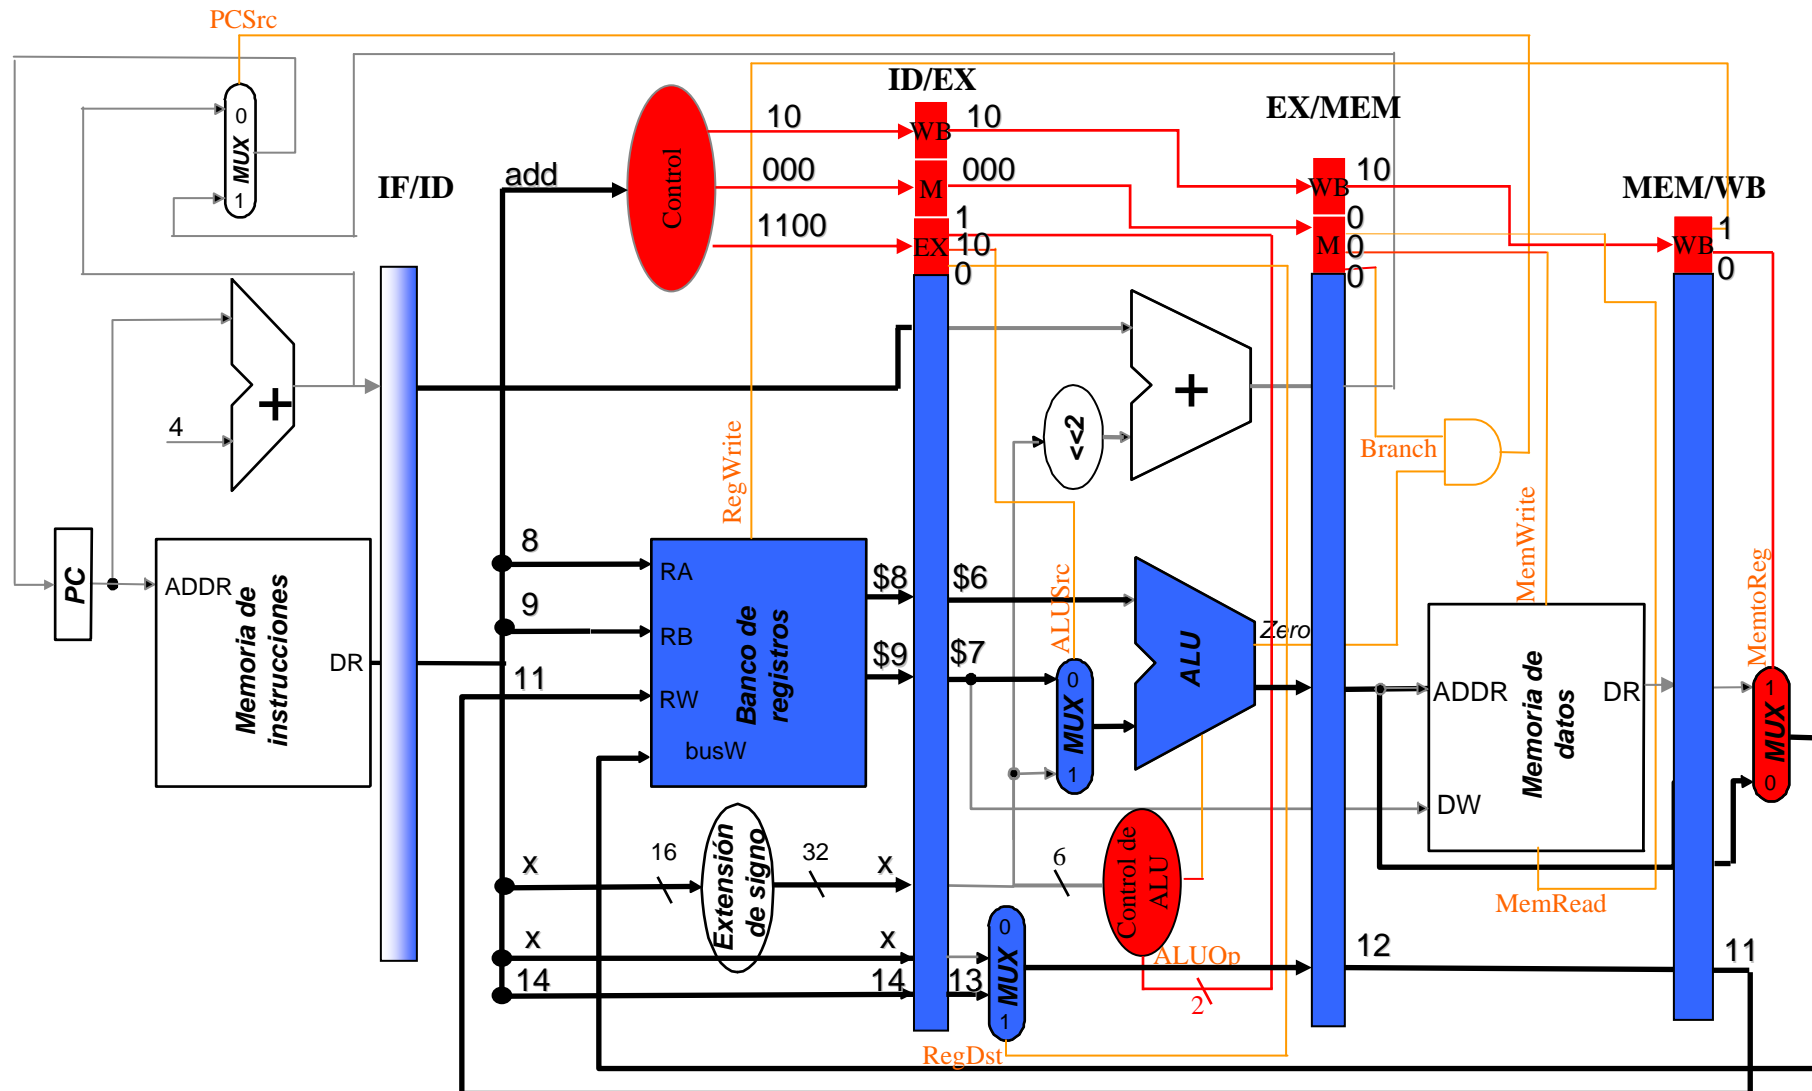 PCSrc
ID/EX
EX/MEM
IF/ID
MEM/WB
0
MUX
1
add
Control
10
WB
10
000
M
000
1100
EX
1
10
0
WB
10
M
0
0
0
WB
1
0
4
+
+
<<2
RegWrite
Branch
MemWrite
MemtoReg
ALUSrc
PC
ADDR
Memoria de
instrucciones
DR
8
9
11
RA
RB
RW
busW
Banco de
registros
$8
$9
$6
$7
0
MUX
1
ALU
Zero
ADDR
DR
DW
Memoria de
datos
1
MUX
0
x
16
Extensión
de signo
32
x
6
Control de
ALU
MemRead
x
x
14
14
13
0
MUX
1
ALUOp
2
12
11
RegDst